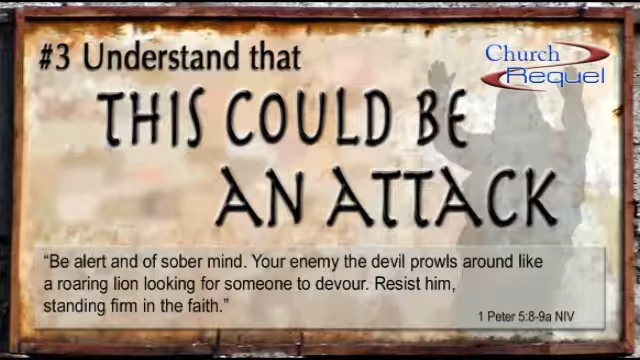 #3 Understand that
Church
Requel
THIS COULD BE
AN ATTACK
“Be alert and of sober mind. Your enemy the devil prowls around like
a roaring lion looking for someone to devour. Resist him,
standing firm in the faith.”
1 Peter 5:8-9a NIV